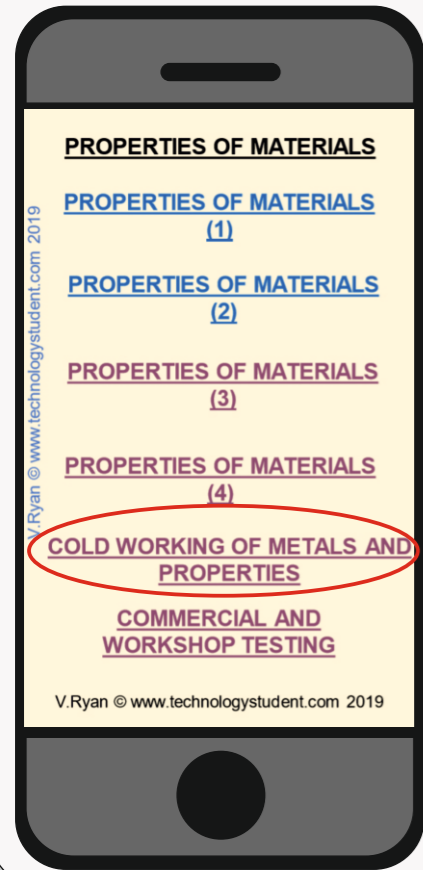 PROPERTIES OF MATERIALS
PROPERTIES OF MATERIALS
(1)
PROPERTIES OF MATERIALS
(2)
PROPERTIES OF MATERIALS
(3)
PROPERTIES OF MATERIALS
(4)
COLD WORKING OF METALS AND
PROPERTIES
COMMERCIAL AND
WORKSHOP TESTING
V.Ryan © www.technologystudent.com 2019
V.Ryan © www.technologystudent.com 2019